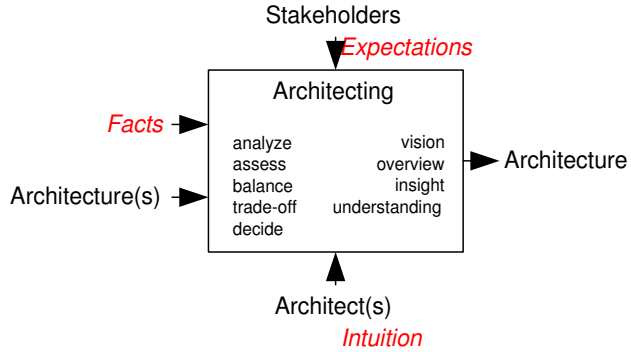 Stakeholders
Expectations
Architecting
Facts
analyze vision
assess overview
Architecture
balance insight
Architecture(s)
trade-off understanding
decide
Architect(s)
Intuition